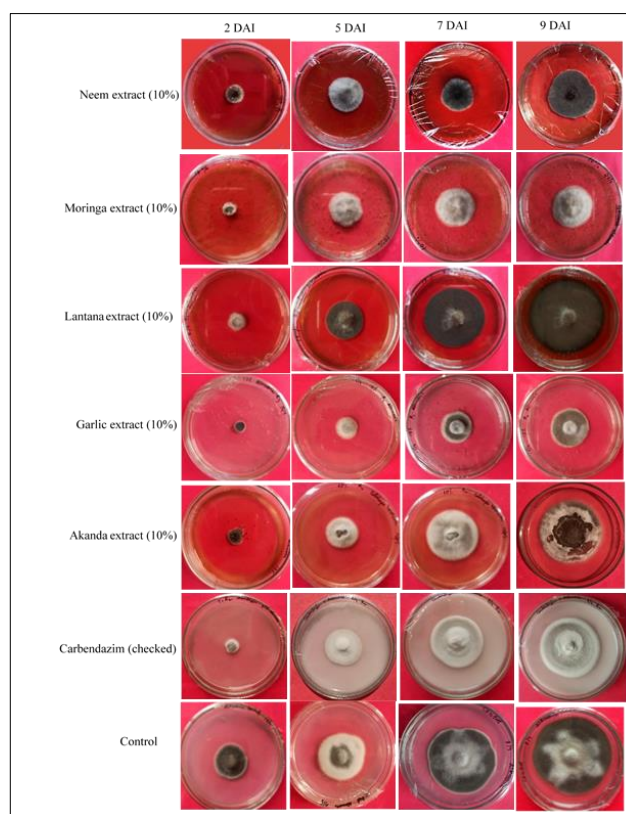 2 DAI 5 DAI 7 DAI 9 DAI
Neem extract (10%)
Moringa extract (10%)
Lantana extract (10%)
Garlic extract (10%)
Akanda extract (10%)
Carbendazim (checked)
Control